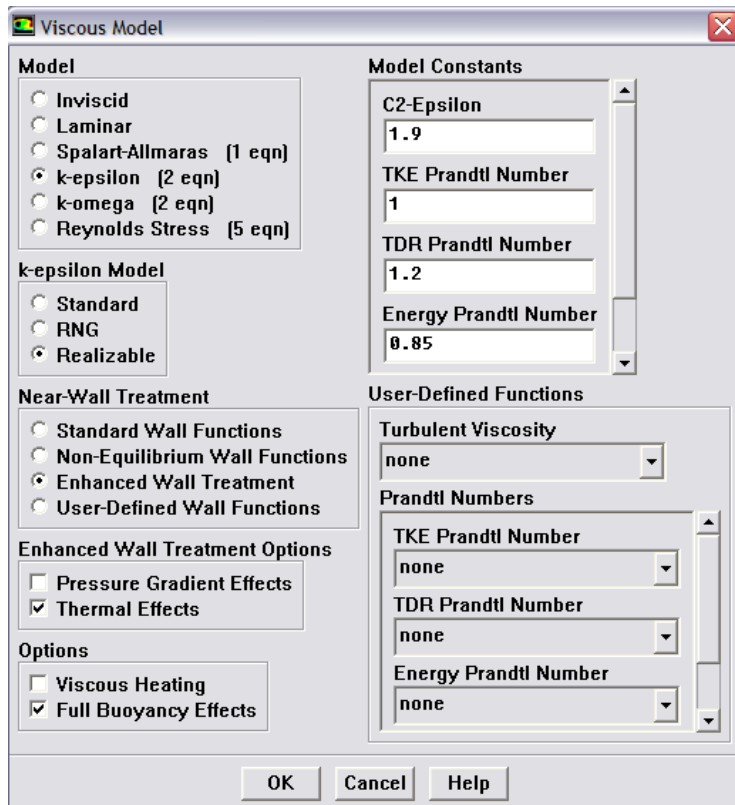 Viscous Model
Model
Inviscid
Laminar
Spalart-Allmaras (1 eqn)
k-epsilon (2 eqn)
k-omega (2 eqn)
Reynolds Stress (5 eqn)
k-epsilon Model
Standard
RNG
Realizable
Near-Wall Treatment
Standard Wall Functions
Non-Equilibrium Wall Functions
Enhanced Wall Treatment
User-Defined Wall Functions
Enhanced Wall Treatment Options
Pressure Gradient Effects
Thermal Effects
Options
Viscous Heating
Full Buoyancy Effects
Model Constants
C2-Epsilon
1.9
TKE Prandtl Number
1
TDR Prandtl Number
1.2
Energy Prandtl Number
0.85
User-Defined Functions
Turbulent Viscosity
none
Prandtl Numbers
TKE Prandtl Number
none
TDR Prandtl Number
none
Energy Prandtl Number
none
OK Cancel Help